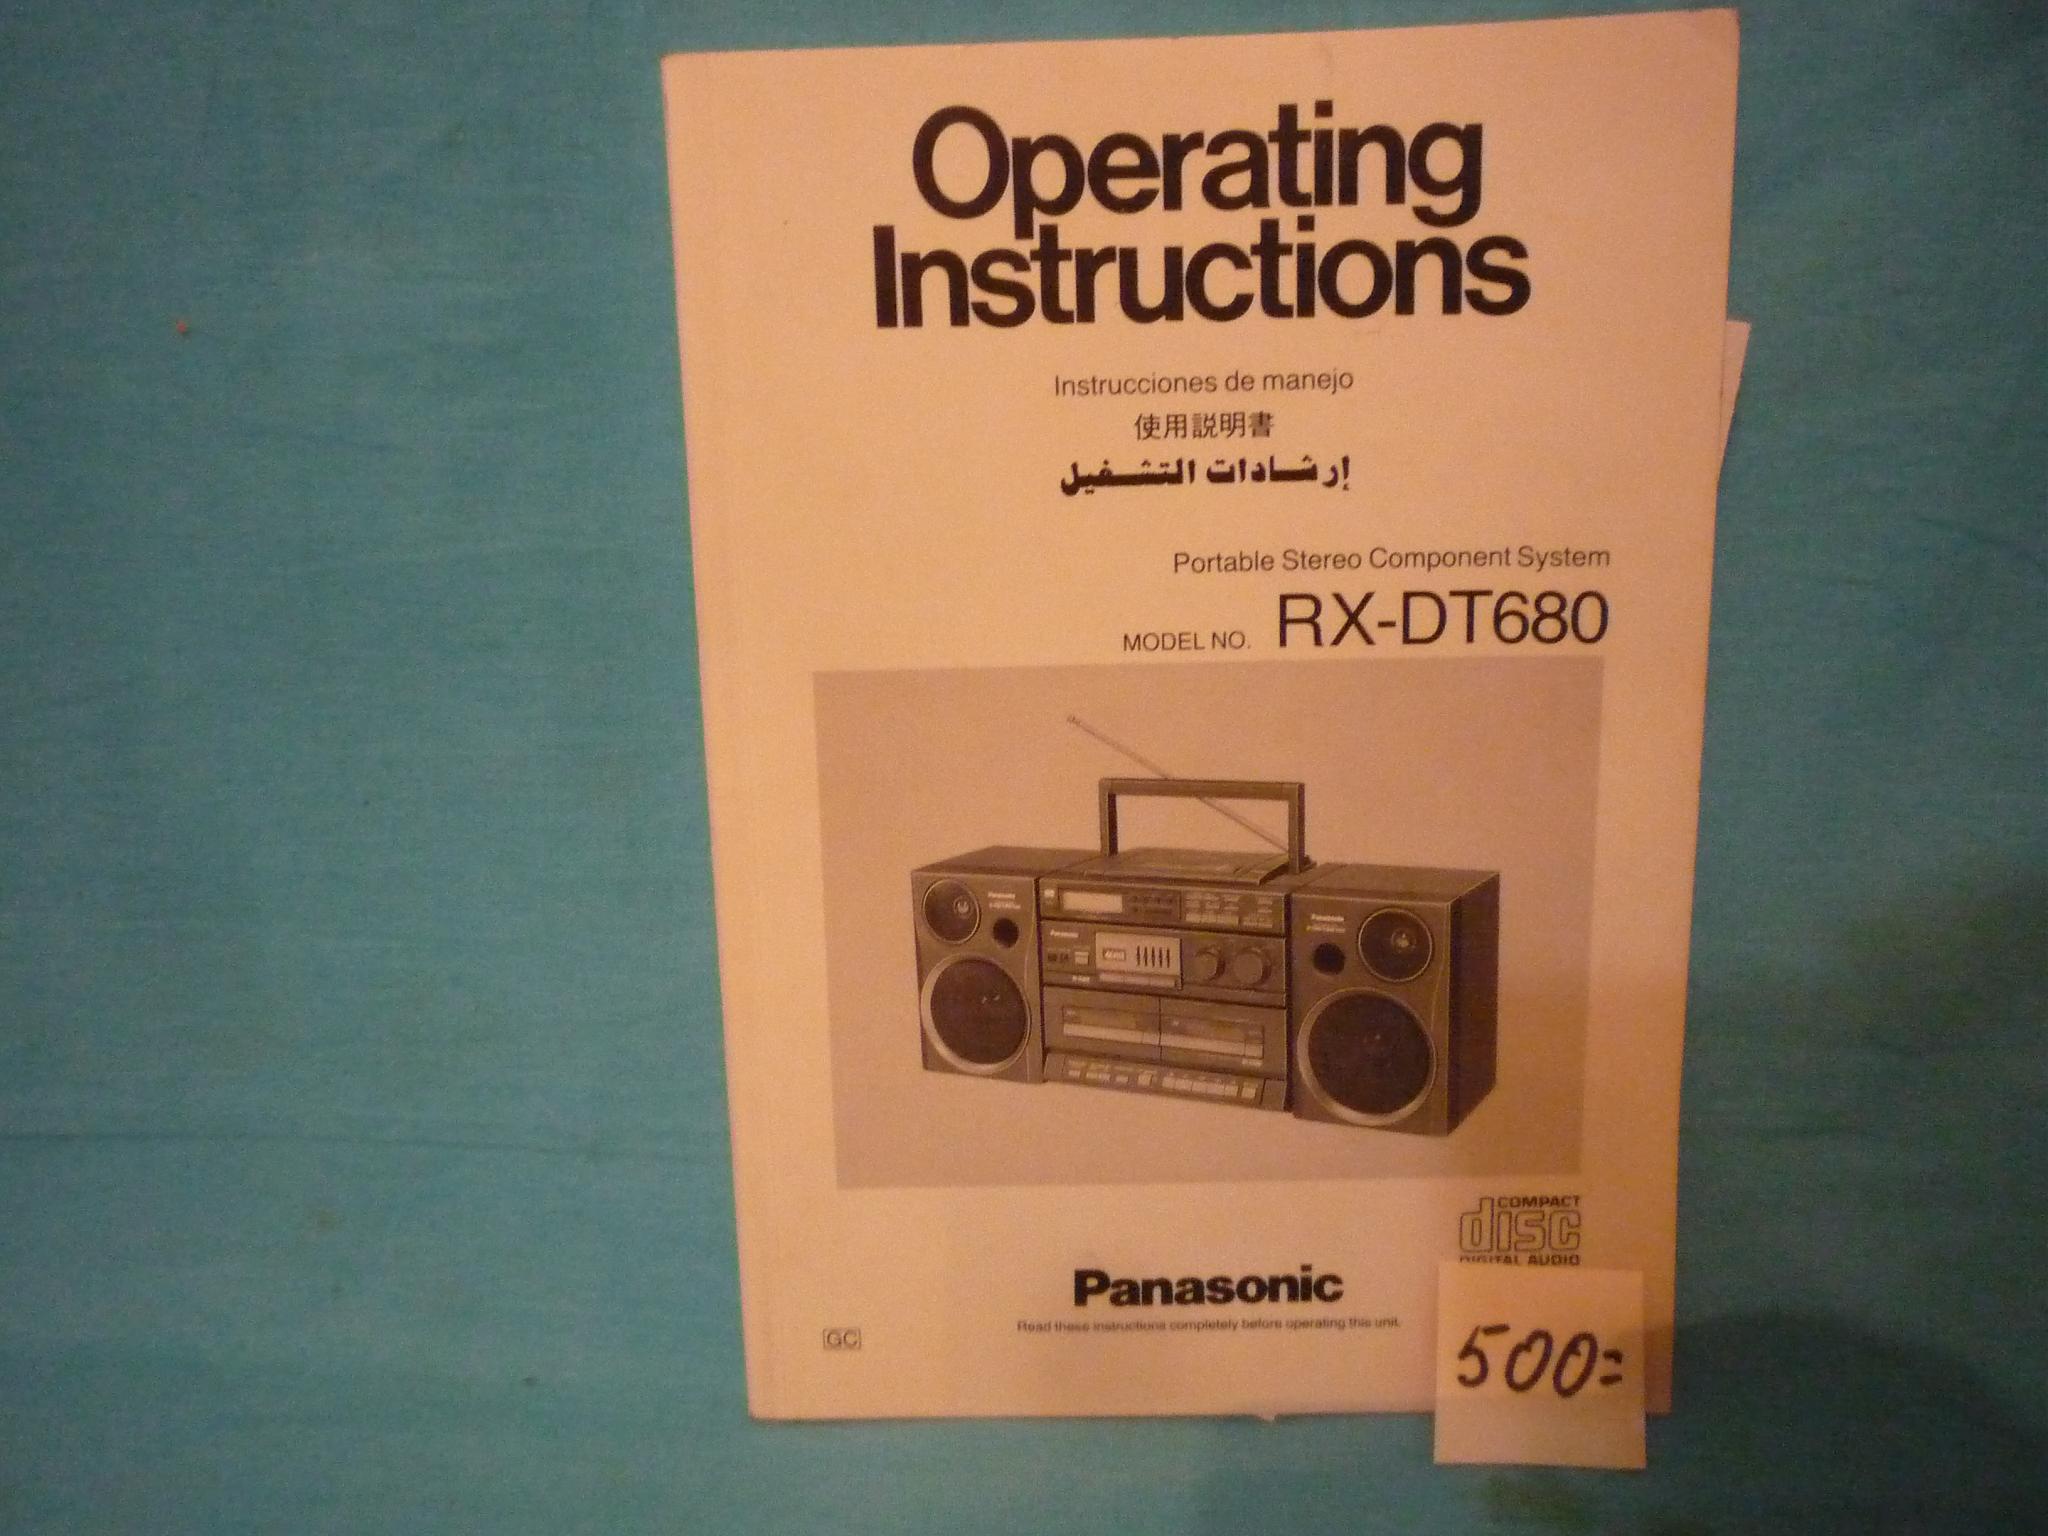 Operating
Instructions
Instrucciones de manejo
使用説明書
إرشادات التشغيل
Portable Stereo Component System
MODEL NO. RX-DT680
Panasonic
Panasonic
Panasonic
COMPACT
disc
DIGITAL AUDIO
Panasonic
Read these instructions completely before operating this unit.
GC
500=